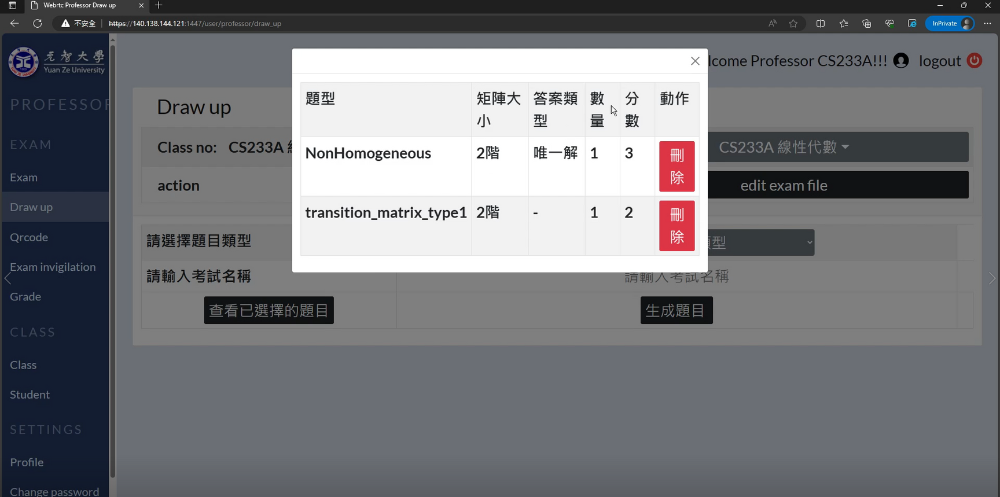 Webrtc Professor Draw up
不安全
https://140.138.144.121:1447/user/professor/draw_up
InPrivate
元智大學
Yuan Ze University
PROFESSOR
EXAM
Exam
Draw up
Qrcode
Exam invigilation
Grade
CLASS
Class
Student
SETTINGS
Profile
Change password
lcome Professor CS233A!!!
logout
Draw up
Class no: CS233A
CS233A 線性代數
action
edit exam file
請選擇題目類型
型
請輸入考試名稱
請輸入考試名稱
查看已選擇的題目
生成題目
題型 矩陣大小 答案類型 數量 分數 動作
NonHomogeneous 2階 唯一解 1 3 刪除
transition_matrix_type1 2階 - 1 2 刪除